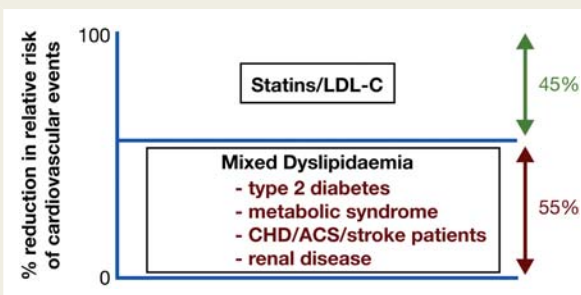 % reduction in relative risk
of cardiovascular events
100
0
Statins/LDL-C
45%
Mixed Dyslipidaemia
- type 2 diabetes
- metabolic syndrome
- CHD/ACS/stroke patients
- renal disease
55%